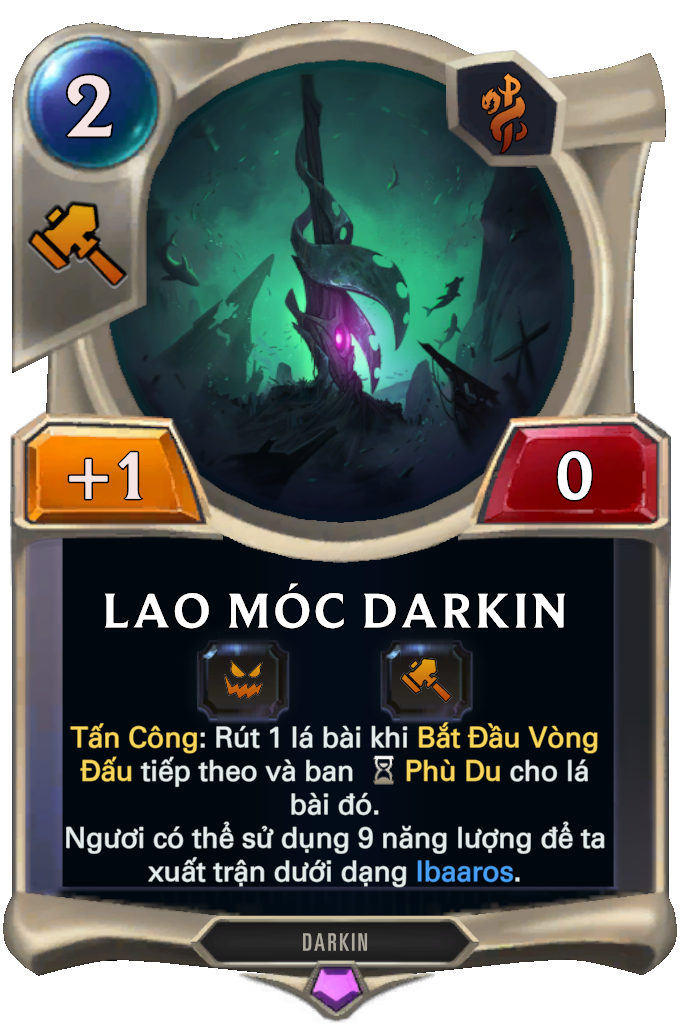 2
+1
0
LAO MÓC DARKIN
Tấn Công: Rút 1 lá bài khi Bắt Đầu Vòng
Đấu tiếp theo và ban Phù Du cho lá
bài đó.
Ngươi có thể sử dụng 9 năng lượng để ta
xuất trận dưới dạng Ibaaros.
DARKIN